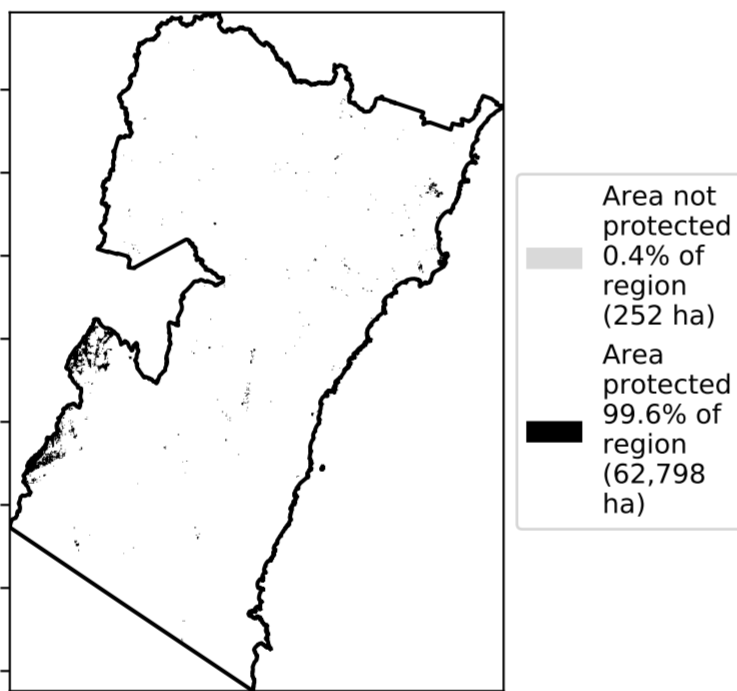 Area not
protected
0.4% of
region
(252 ha)
Area
protected
99.6% of
region
(62,798
ha)